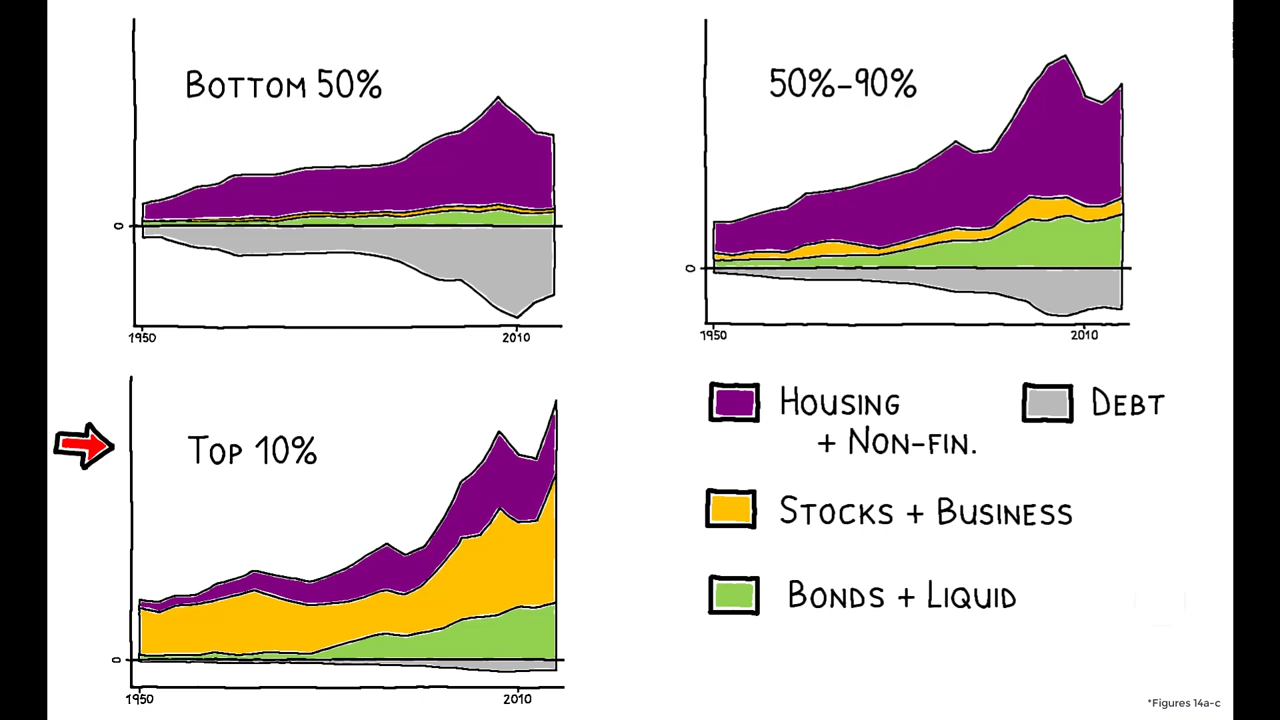 BOTTOM 50%
0
1950
2010
50%-90%
0
1950
2010
TOP 10%
0
1950
2010
HOUSING
+ NON-FIN.
DEBT
STOCKS + BUSINESS
BONDS + LIQUID
*Figures 14a-c